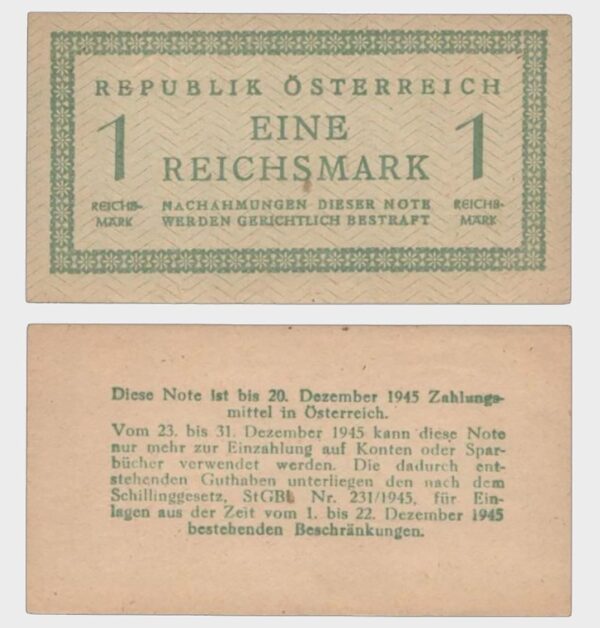 REPUBLIK ÖSTERREICH
1 EINE 1
REICHSMARK
REICHS- NACHAHMUNGEN DIESER NOTE REICHS-
MARK WERDEN GERICHTLICH BESTRAFT MARK
Diese Note ist bis 20. Dezember 1945 Zahlungs-
mittel in Österreich.
Vom 23. bis 31. Dezember 1945 kann diese Note
nur mehr zur Einzahlung auf Konten oder Spar-
bücher verwendet werden. Die dadurch ent-
stehenden Guthaben unterliegen den nach dem
Schillinggesetz, StGBl. Nr. 231/1945, für Ein-
lagen aus der Zeit vom 1. bis 22. Dezember 1945
bestehenden Beschränkungen.